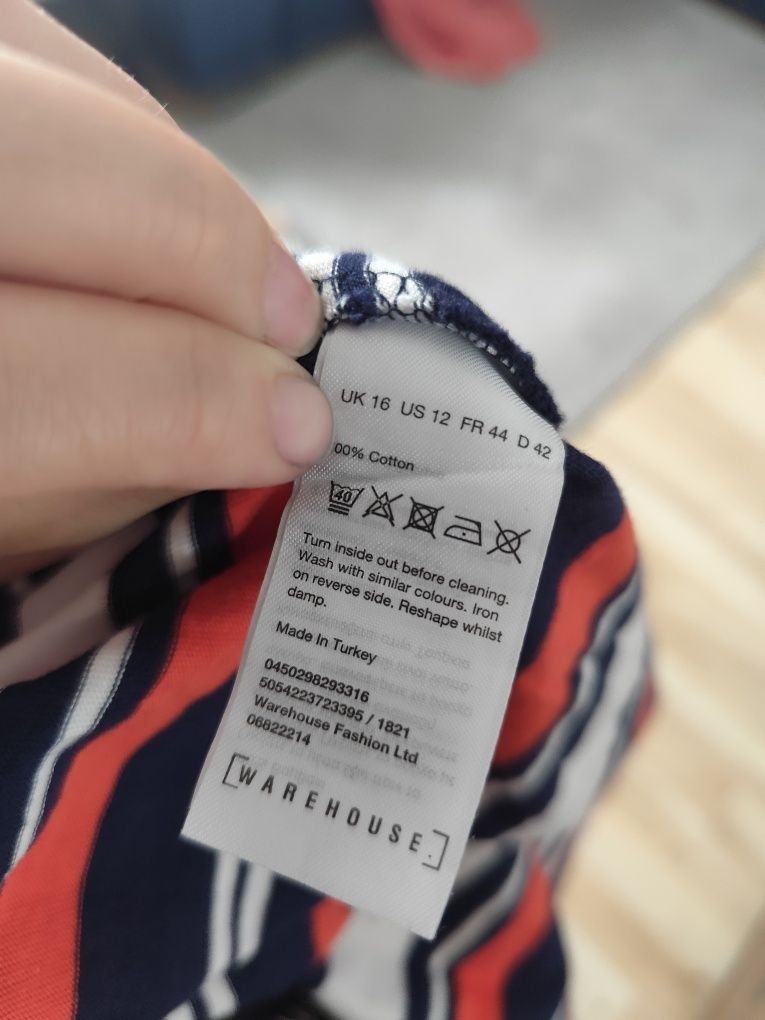 UK 16 US 12 FR 44 D 42
00% Cotton
40
Turn inside out before cleaning.
Wash with similar colours. Iron
on reverse side. Reshape whilst
damp.
Made In Turkey
0450298293316
5054223723395 / 1821
Warehouse Fashion Ltd
06822214
[WAREHOUSE.]